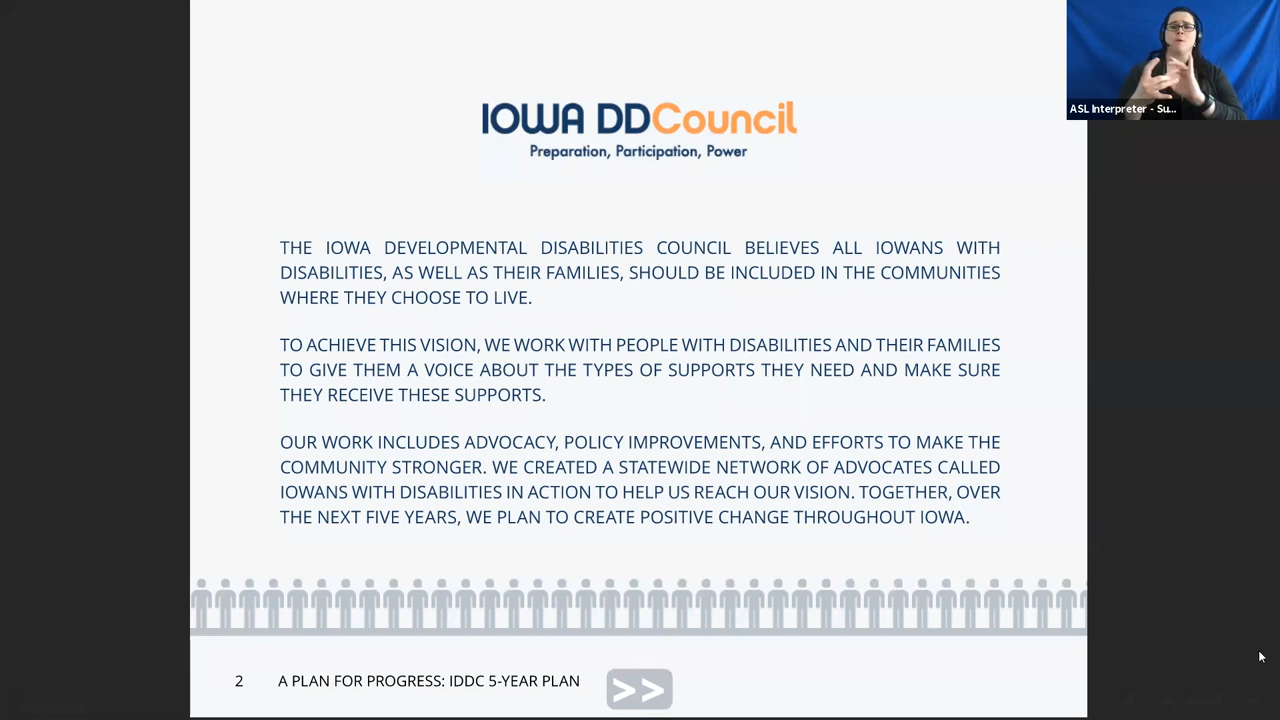 IOWA DDCouncil
Preparation, Participation, Power
ASL Interpreter - Su...
THE IOWA DEVELOPMENTAL DISABILITIES COUNCIL BELIEVES ALL IOWANS WITH
DISABILITIES, AS WELL AS THEIR FAMILIES, SHOULD BE INCLUDED IN THE COMMUNITIES
WHERE THEY CHOOSE TO LIVE.
TO ACHIEVE THIS VISION, WE WORK WITH PEOPLE WITH DISABILITIES AND THEIR FAMILIES
TO GIVE THEM A VOICE ABOUT THE TYPES OF SUPPORTS THEY NEED AND MAKE SURE
THEY RECEIVE THESE SUPPORTS.
OUR WORK INCLUDES ADVOCACY, POLICY IMPROVEMENTS, AND EFFORTS TO MAKE THE
COMMUNITY STRONGER. WE CREATED A STATEWIDE NETWORK OF ADVOCATES CALLED
IOWANS WITH DISABILITIES IN ACTION TO HELP US REACH OUR VISION. TOGETHER, OVER
THE NEXT FIVE YEARS, WE PLAN TO CREATE POSITIVE CHANGE THROUGHOUT IOWA.
2 A PLAN FOR PROGRESS: IDDC 5-YEAR PLAN >>